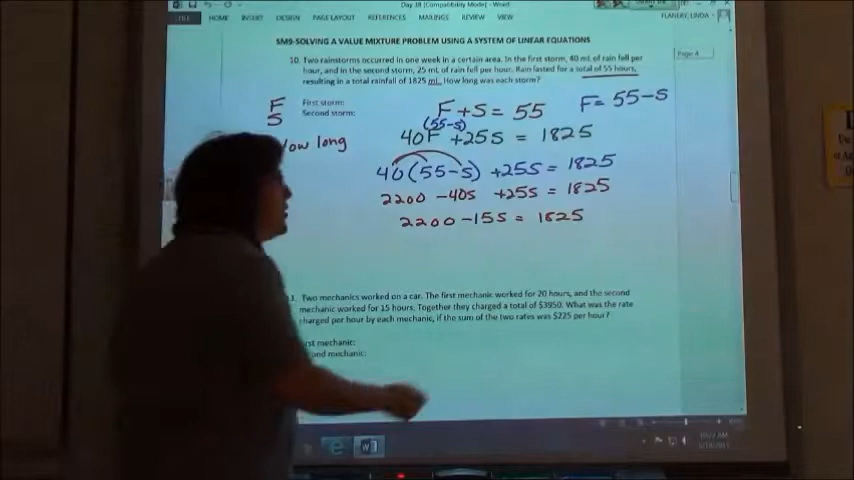 Day 18 [Compatibility Mode] - Word
FILE HOME INSERT DESIGN PAGE LAYOUT REFERENCES MAILINGS REVIEW VIEW FLANERY, LINDA
SM9-SOLVING A VALUE MIXTURE PROBLEM USING A SYSTEM OF LINEAR EQUATIONS
Page 4
10. Two rainstorms occurred in one week in a certain area. In the first storm, 40 mL of rain fell per
hour, and in the second storm, 25 mL of rain fell per hour. Rain lasted for a total of 55 hours,
resulting in a total rainfall of 1825 mL. How long was each storm?
F First storm:
S Second storm:
How long
F + S = 55 F = 55 - S
(55-S)
40F + 25S = 1825
40(55 - S) + 25S = 1825
2200 - 40S + 25S = 1825
2200 - 15S = 1825
1. Two mechanics worked on a car. The first mechanic worked for 20 hours, and the second
mechanic worked for 15 hours. Together they charged a total of $3950. What was the rate
charged per hour by each mechanic, if the sum of the two rates was $225 per hour?
rst mechanic:
ond mechanic:
10:22 AM